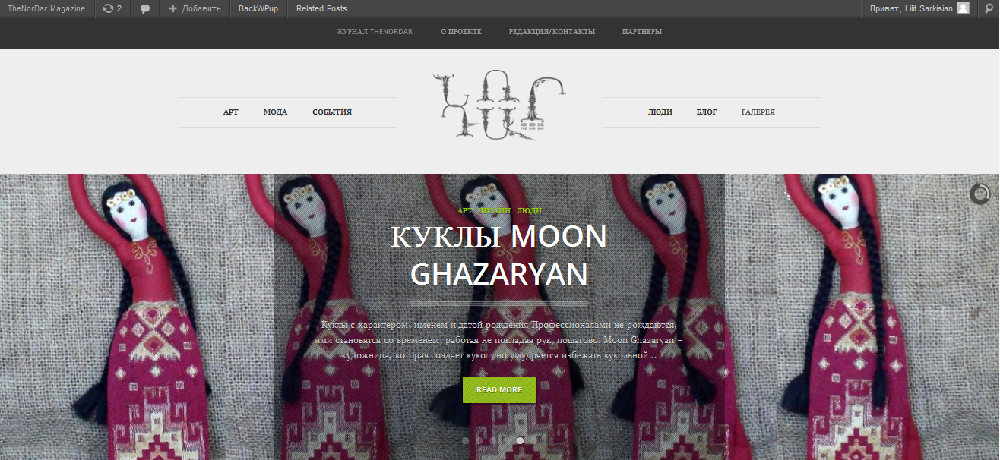 TheNorDar Magazine 2 Добавить BackWPup Related Posts Привет, Lilit Sarkisian
ЖУРНАЛ THENORDAR О ПРОЕКТЕ РЕДАКЦИЯ/КОНТАКТЫ ПАРТНЕРЫ
АРТ МОДА СОБЫТИЯ ЛЮДИ БЛОГ ГАЛЕРЕЯ
THE NOR DAR
АРТ ДИЗАЙН ЛЮДИ
КУКЛЫ MOON
GHAZARYAN
Куклы с характером, именем и датой рождения Профессионалами не рождаются,
ими становятся со временем, работая не покладая рук, пошагово. Moon Ghazaryan –
художница, которая создает кукол, но умудряется избежать кукольной...
READ MORE